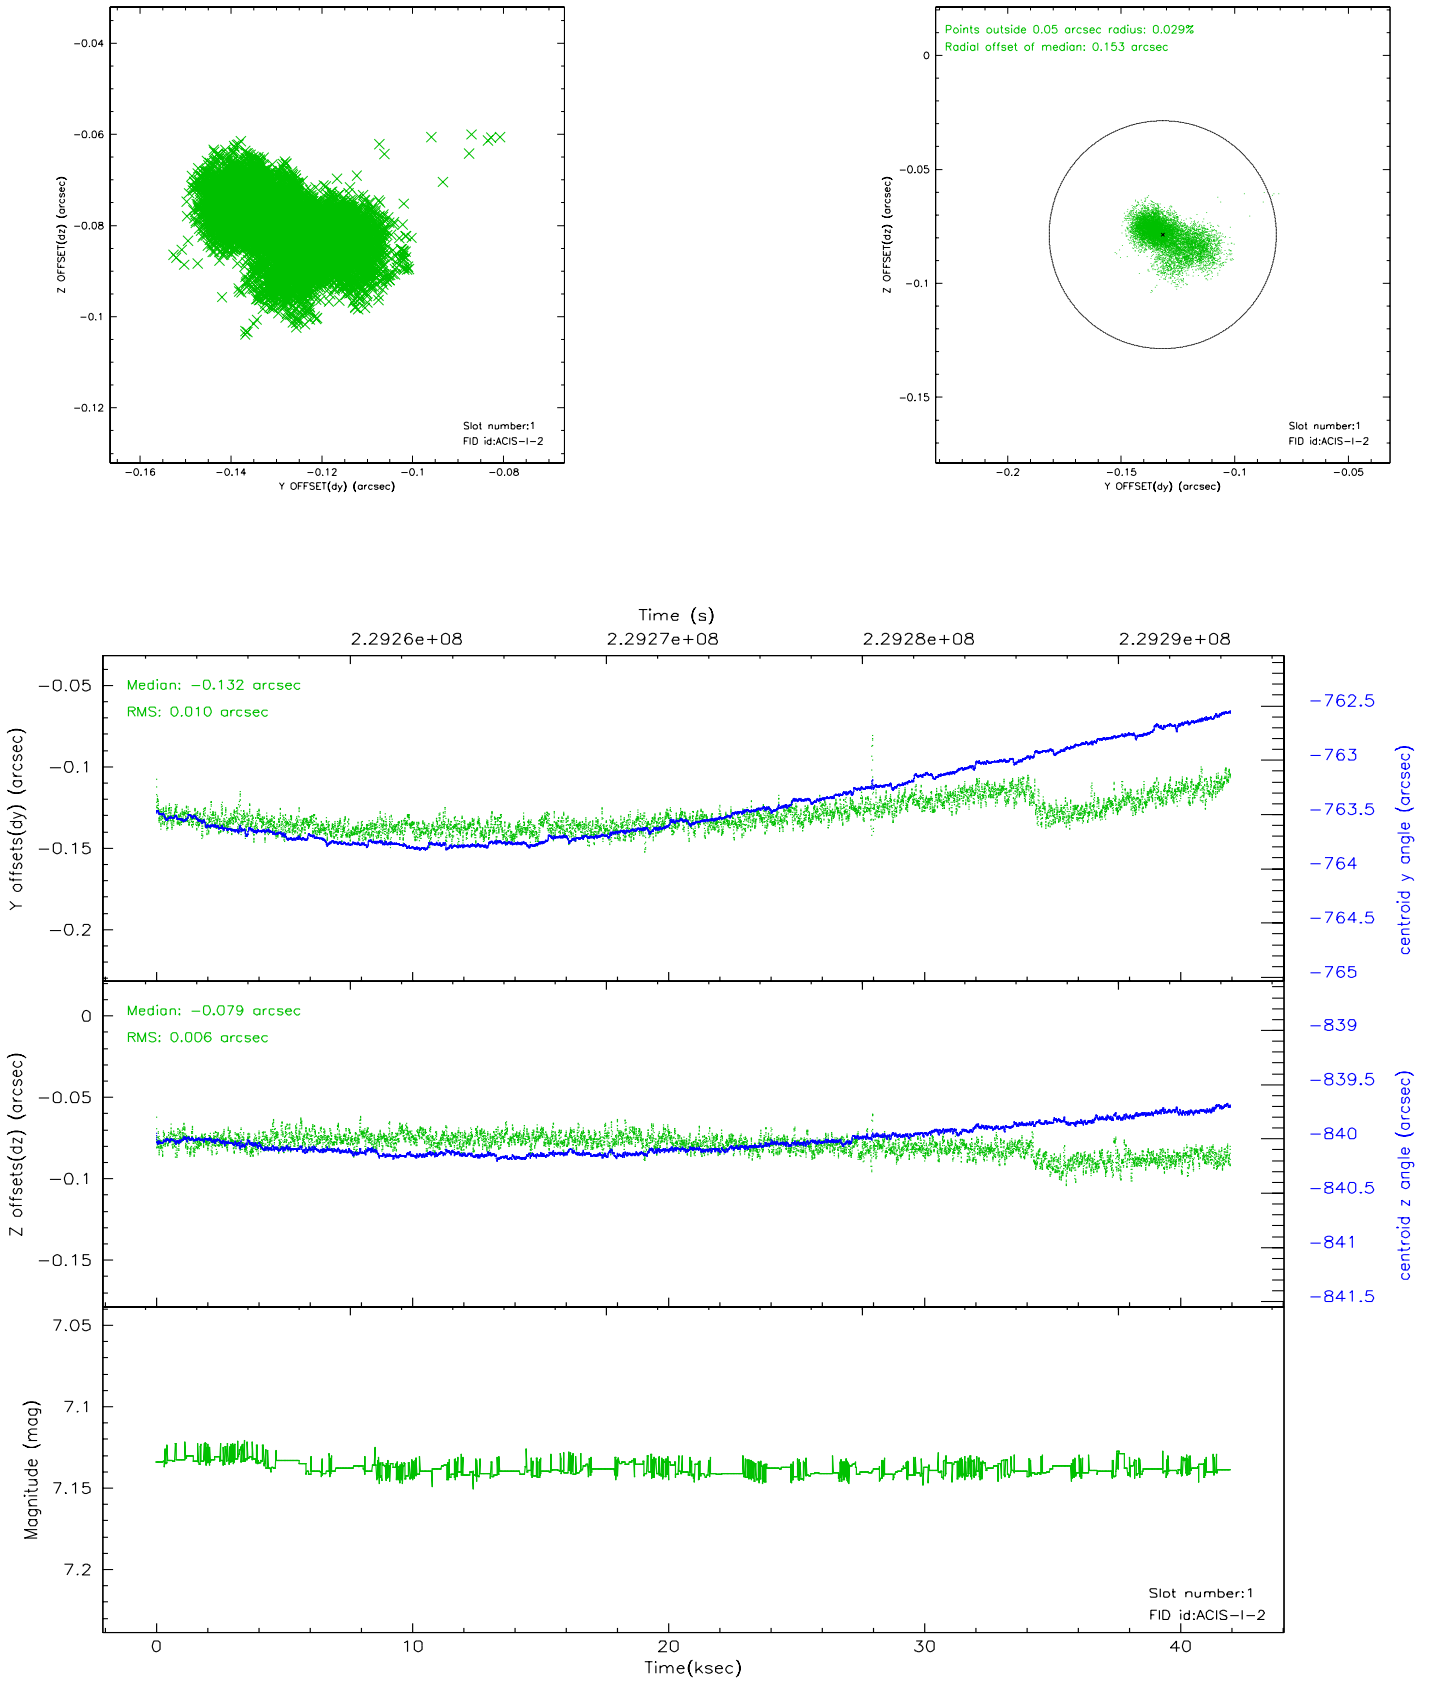 −0.04
−0.06
−0.08
−0.1
−0.12
Z OFFSET(dz) (arcsec)
Slot number:1
FID id:ACIS−I−2
−0.16
−0.14
−0.12
−0.1
−0.08
Y OFFSET(dy) (arcsec)
Points outside 0.05 arcsec radius: 0.029%
Radial offset of median: 0.153 arcsec
0
−0.05
−0.1
−0.15
Z OFFSET(dz) (arcsec)
Slot number:1
FID id:ACIS−I−2
−0.2
−0.15
−0.1
−0.05
Y OFFSET(dy) (arcsec)
Time (s)
2.2926e+08
2.2927e+08
2.2928e+08
2.2929e+08
Median: −0.132 arcsec
RMS: 0.010 arcsec
−0.05
−0.1
−0.15
−0.2
Y offsets(dy) (arcsec)
−762.5
−763
−763.5
−764
−764.5
−765
centroid y angle (arcsec)
Median: −0.079 arcsec
RMS: 0.006 arcsec
0
−0.05
−0.1
−0.15
Z offsets(dz) (arcsec)
−839
−839.5
−840
−840.5
−841
−841.5
centroid z angle (arcsec)
7.05
7.1
7.15
7.2
Magnitude (mag)
Slot number:1
FID id:ACIS−I−2
0
10
20
30
40
Time(ksec)